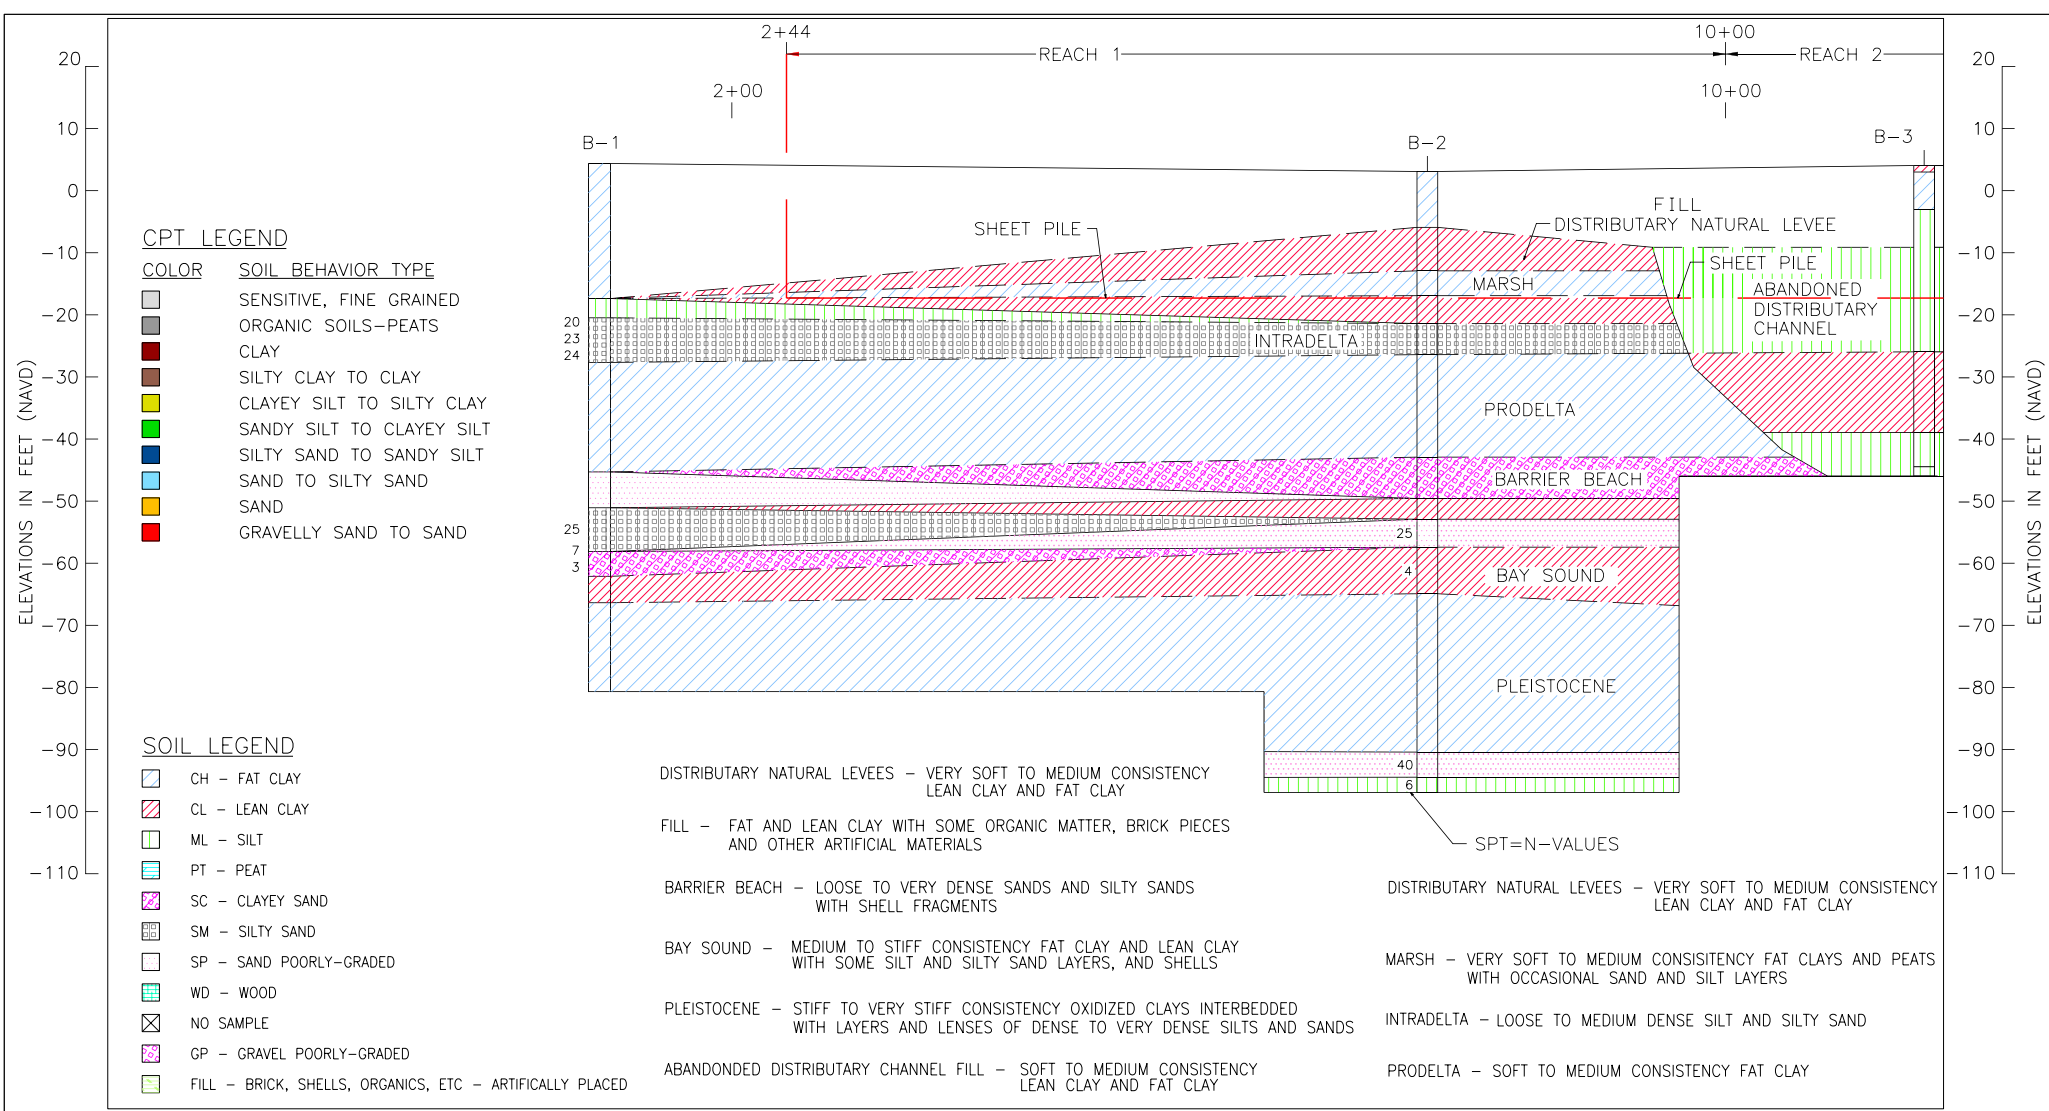 2+44
10+00
REACH 1
REACH 2
2+00
10+00
20
10
0
-10
-20
-30
-40
-50
-60
-70
-80
-90
-100
-110
ELEVATIONS IN FEET (NAVD)
20
10
0
-10
-20
-30
-40
-50
-60
-70
-80
-90
-100
-110
ELEVATIONS IN FEET (NAVD)
B-1
B-2
B-3
FILL
DISTRIBUTARY NATURAL LEVEE
SHEET PILE
SHEET PILE
MARSH
ABANDONED
DISTRIBUTARY
CHANNEL
INTRADELTA
PRODELTA
BARRIER BEACH
BAY SOUND
PLEISTOCENE
20
23
24
25
7
3
25
4
40
6
SPT=N-VALUES
CPT LEGEND
COLOR SOIL BEHAVIOR TYPE
SENSITIVE, FINE GRAINED
ORGANIC SOILS-PEATS
CLAY
SILTY CLAY TO CLAY
CLAYEY SILT TO SILTY CLAY
SANDY SILT TO CLAYEY SILT
SILTY SAND TO SANDY SILT
SAND TO SILTY SAND
SAND
GRAVELLY SAND TO SAND
SOIL LEGEND
CH - FAT CLAY
CL - LEAN CLAY
ML - SILT
PT - PEAT
SC - CLAYEY SAND
SM - SILTY SAND
SP - SAND POORLY-GRADED
WD - WOOD
NO SAMPLE
GP - GRAVEL POORLY-GRADED
FILL - BRICK, SHELLS, ORGANICS, ETC - ARTIFICALLY PLACED
DISTRIBUTARY NATURAL LEVEES - VERY SOFT TO MEDIUM CONSISTENCY
LEAN CLAY AND FAT CLAY
FILL - FAT AND LEAN CLAY WITH SOME ORGANIC MATTER, BRICK PIECES
AND OTHER ARTIFICIAL MATERIALS
BARRIER BEACH - LOOSE TO VERY DENSE SANDS AND SILTY SANDS
WITH SHELL FRAGMENTS
BAY SOUND - MEDIUM TO STIFF CONSISTENCY FAT CLAY AND LEAN CLAY
WITH SOME SILT AND SILTY SAND LAYERS, AND SHELLS
PLEISTOCENE - STIFF TO VERY STIFF CONSISTENCY OXIDIZED CLAYS INTERBEDDED
WITH LAYERS AND LENSES OF DENSE TO VERY DENSE SILTS AND SANDS
ABANDONDED DISTRIBUTARY CHANNEL FILL - SOFT TO MEDIUM CONSISTENCY
LEAN CLAY AND FAT CLAY
DISTRIBUTARY NATURAL LEVEES - VERY SOFT TO MEDIUM CONSISTENCY
LEAN CLAY AND FAT CLAY
MARSH - VERY SOFT TO MEDIUM CONSISITENCY FAT CLAYS AND PEATS
WITH OCCASIONAL SAND AND SILT LAYERS
INTRADELTA - LOOSE TO MEDIUM DENSE SILT AND SILTY SAND
PRODELTA - SOFT TO MEDIUM CONSISTENCY FAT CLAY